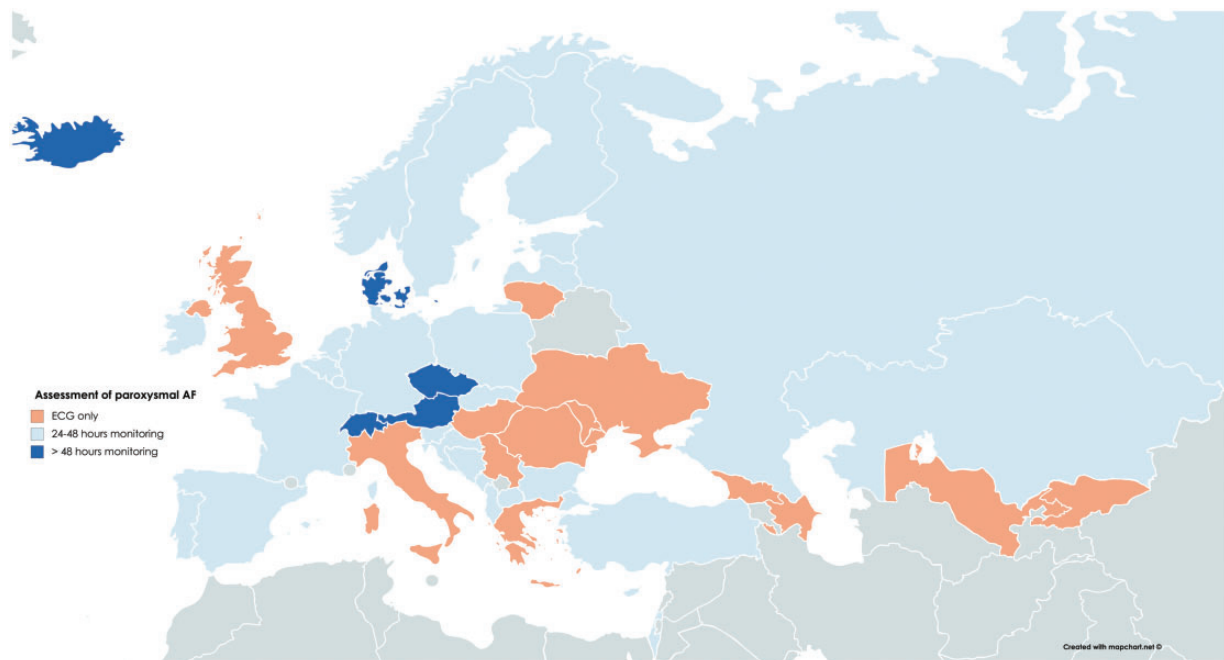 Assessment of paroxysmal AF
ECG only
24-48 hours monitoring
> 48 hours monitoring
Created with mapchart.net ©